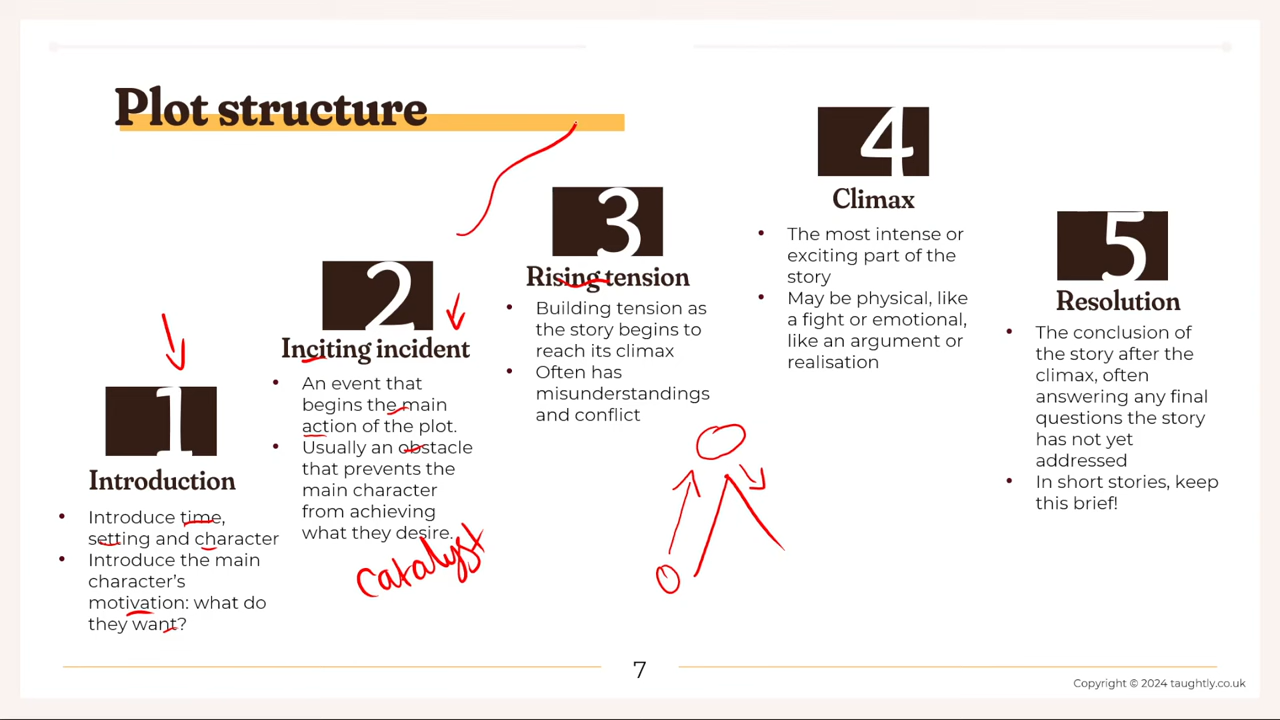 Plot structure
1
Introduction
• Introduce time,
setting and character
• Introduce the main
character’s
motivation: what do
they want?
2
Inciting incident
• An event that
begins the main
action of the plot.
• Usually an obstacle
that prevents the
main character
from achieving
what they desire.
catalyst
3
Rising tension
• Building tension as
the story begins to
reach its climax
• Often has
misunderstandings
and conflict
4
Climax
• The most intense or
exciting part of the
story
• May be physical, like
a fight or emotional,
like an argument or
realisation
5
Resolution
• The conclusion of
the story after the
climax, often
answering any final
questions the story
has not yet
addressed
• In short stories, keep
this brief!
7
Copyright © 2024 taughtly.co.uk